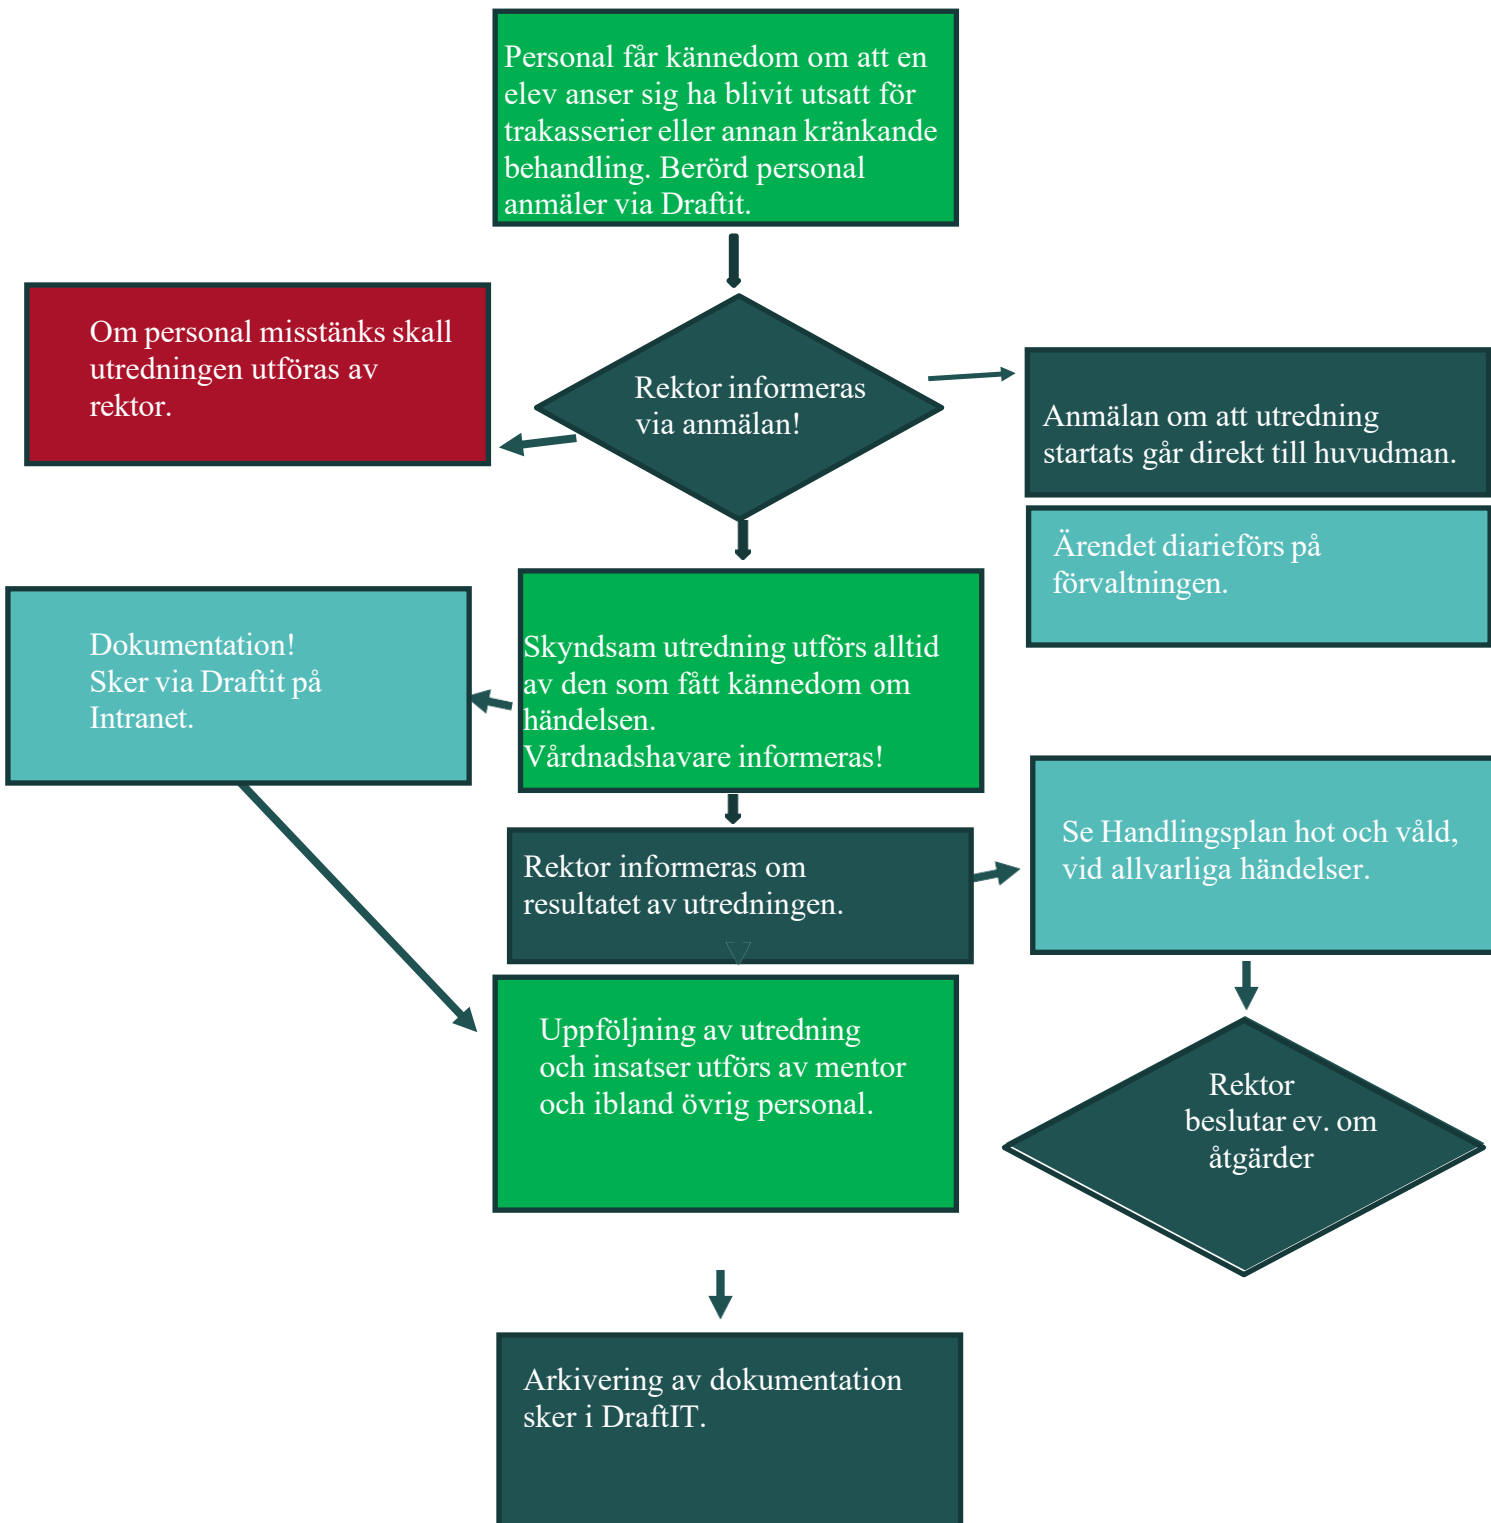 Personal får kännedom om att en
elev anser sig ha blivit utsatt för
trakasserier eller annan kränkande
behandling. Berörd personal
anmäler via Draftit.
Om personal misstänks skall
utredningen utföras av
rektor.
Rektor informeras
via anmälan!
Anmälan om att utredning
startats går direkt till huvudman.
Ärendet diarieförs på
förvaltningen.
Dokumentation!
Sker via Draftit på
Intranet.
Skyndsam utredning utförs alltid
av den som fått kännedom om
händelsen.
Vårdnadshavare informeras!
Se Handlingsplan hot och våld,
vid allvarliga händelser.
Rektor informeras om
resultatet av utredningen.
Uppföljning av utredning
och insatser utförs av mentor
och ibland övrig personal.
Rektor
beslutar ev. om
åtgärder
Arkivering av dokumentation
sker i DraftIT.